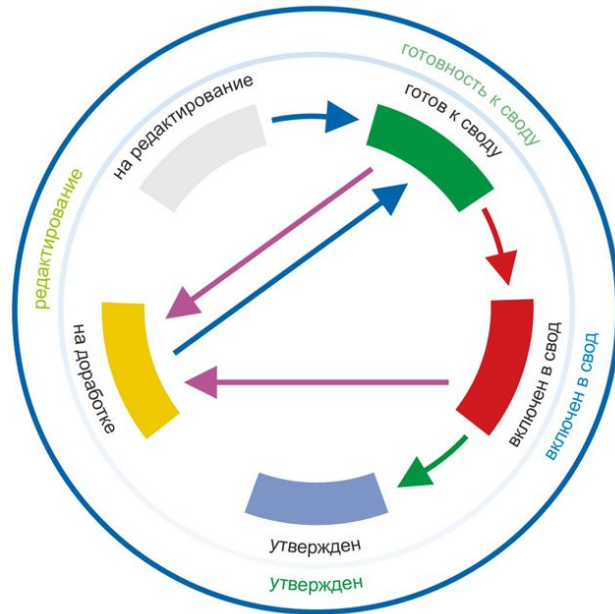 готовность к своду
на редактирование
готов к своду
редактирование
на доработке
включен в свод
включен в свод
утвержден
утвержден